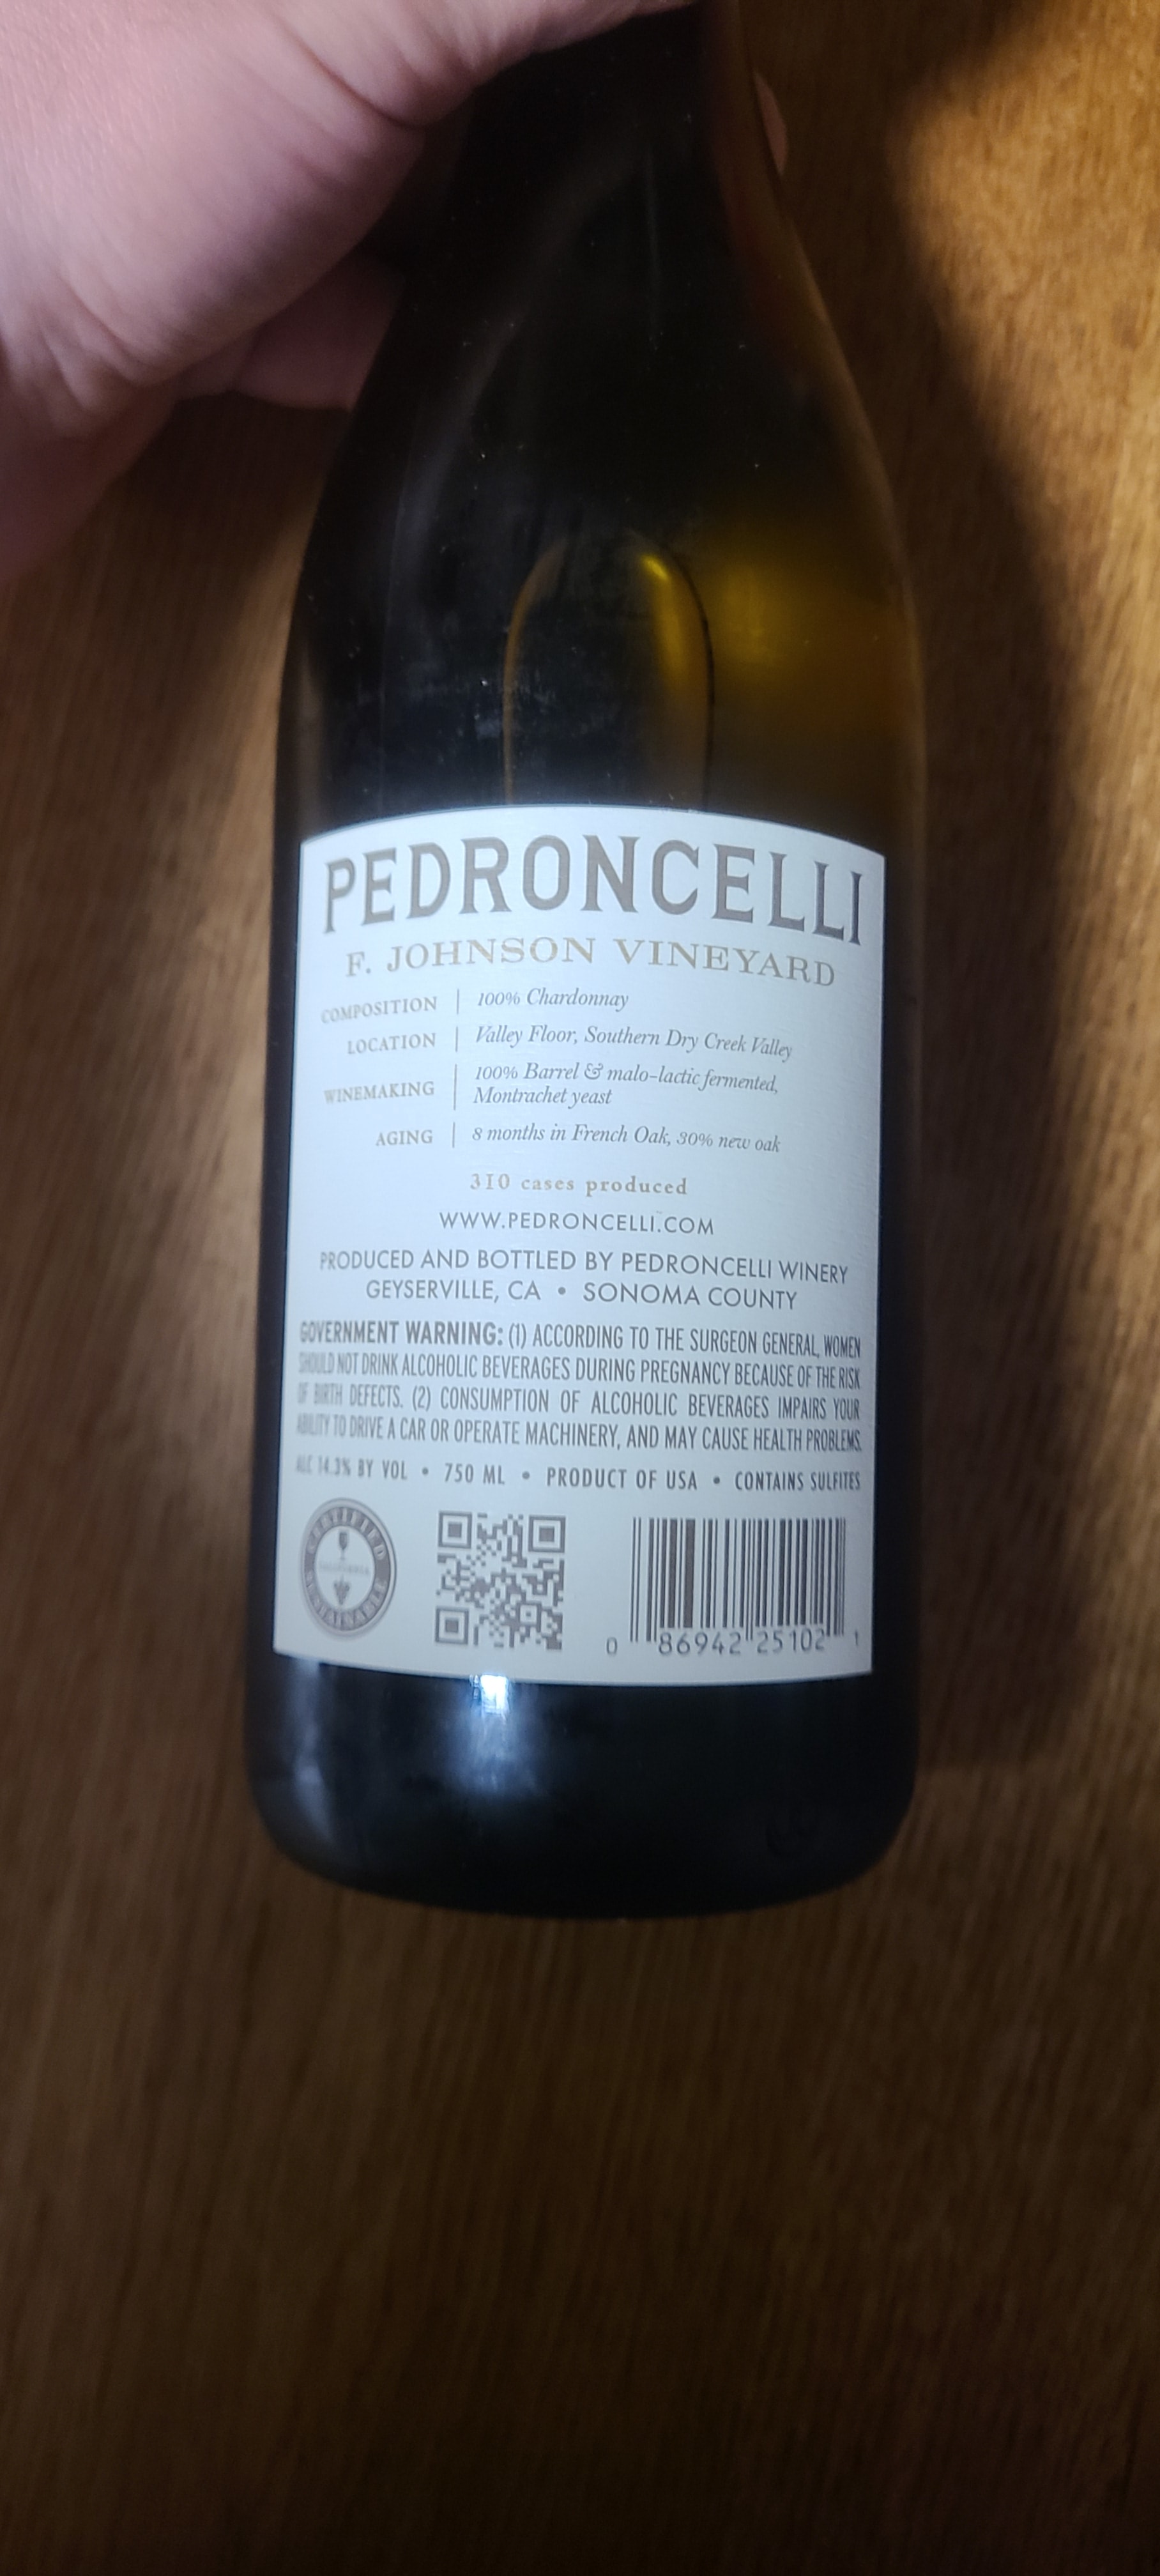 PEDRONCELLI
F. JOHNSON VINEYARD
COMPOSITION | 100% Chardonnay
LOCATION | Valley Floor, Southern Dry Creek Valley
WINEMAKING | 100% Barrel & malo-lactic fermented,
Montrachet yeast
AGING | 8 months in French Oak, 30% new oak
310 cases produced
WWW.PEDRONCELLI.COM
PRODUCED AND BOTTLED BY PEDRONCELLI WINERY
GEYSERVILLE, CA • SONOMA COUNTY
GOVERNMENT WARNING: (1) ACCORDING TO THE SURGEON GENERAL, WOMEN
SHOULD NOT DRINK ALCOHOLIC BEVERAGES DURING PREGNANCY BECAUSE OF THE RISK
OF BIRTH DEFECTS. (2) CONSUMPTION OF ALCOHOLIC BEVERAGES IMPAIRS YOUR
ABILITY TO DRIVE A CAR OR OPERATE MACHINERY, AND MAY CAUSE HEALTH PROBLEMS.
ALC 14.3% BY VOL • 750 ML • PRODUCT OF USA • CONTAINS SULFITES
CERTIFIED
CALIFORNIA
SUSTAINABLE
0 86942 25102 1